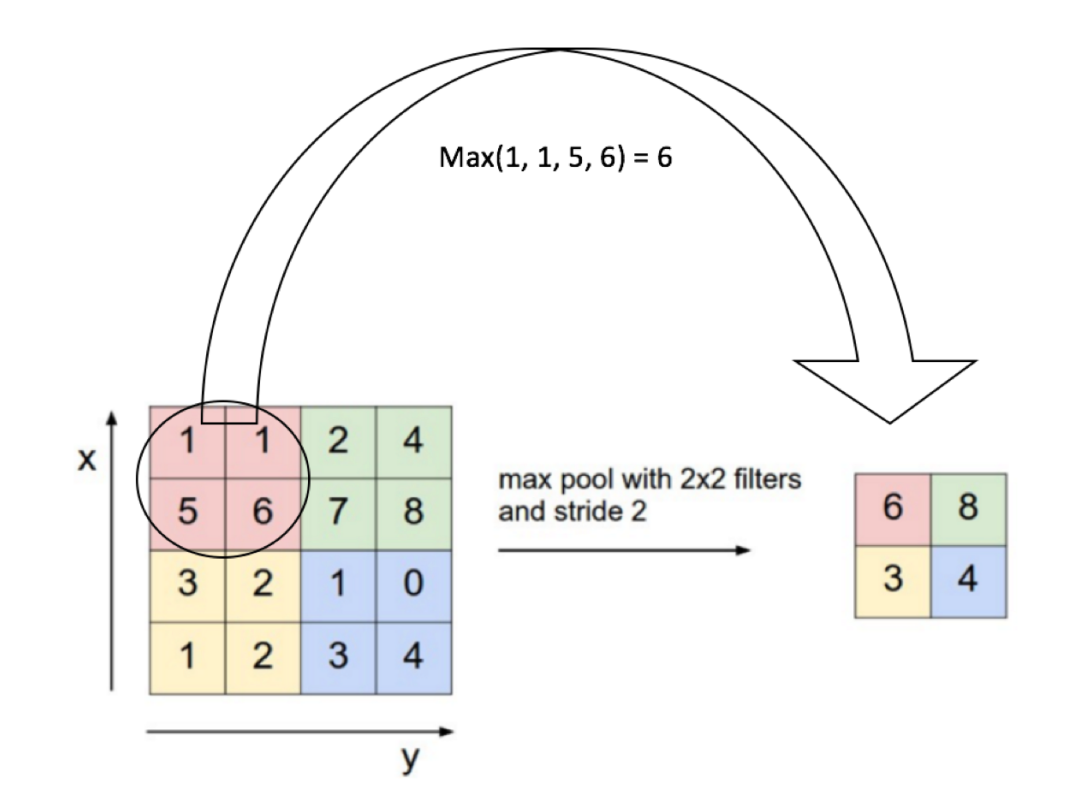 Max(1, 1, 5, 6) = 6
x
1 1 2 4
5 6 7 8
3 2 1 0
1 2 3 4
y
max pool with 2x2 filters
and stride 2
6 8
3 4